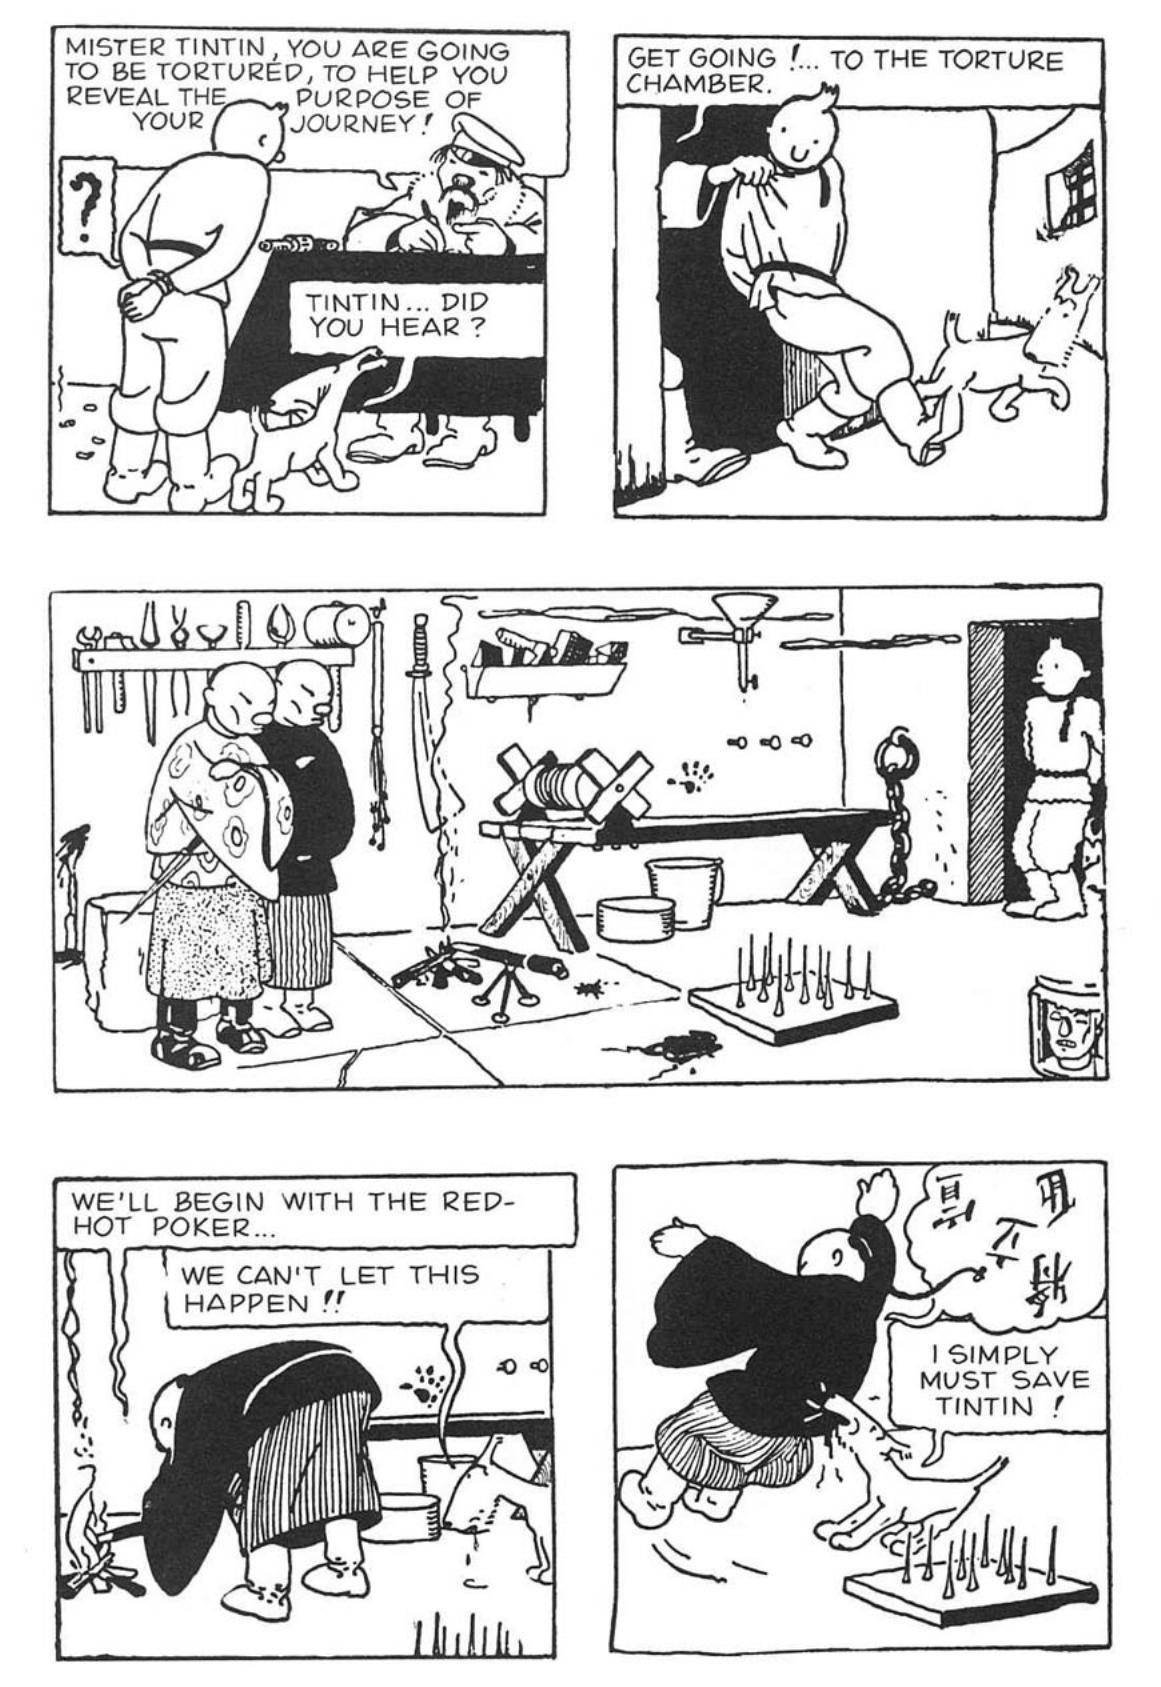 MISTER TINTIN, YOU ARE GOING
TO BE TORTURED, TO HELP YOU
REVEAL THE PURPOSE OF
YOUR JOURNEY!
?
TINTIN... DID
YOU HEAR?
GET GOING!... TO THE TORTURE
CHAMBER.
WE'LL BEGIN WITH THE RED-
HOT POKER...
WE CAN'T LET THIS
HAPPEN!!
I SIMPLY
MUST SAVE
TINTIN!